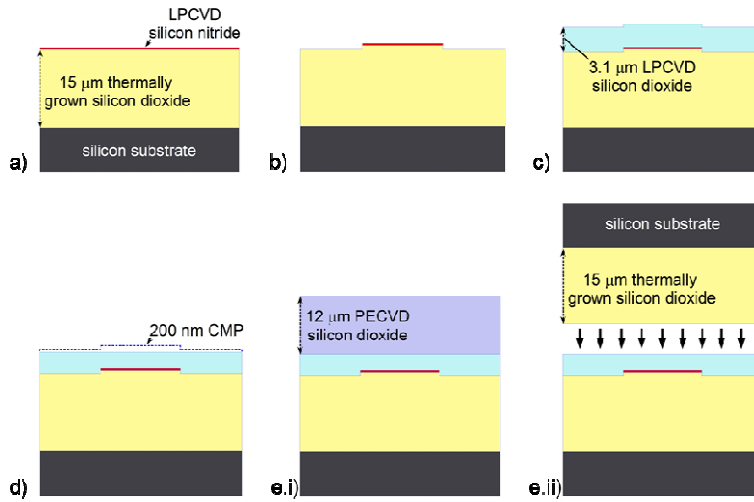 LPCVD
silicon nitride
15 μm thermally
grown silicon dioxide
silicon substrate
a)
b)
3.1 μm LPCVD
silicon dioxide
c)
200 nm CMP
d)
12 μm PECVD
silicon dioxide
e.i)
silicon substrate
15 μm thermally
grown silicon dioxide
e.ii)